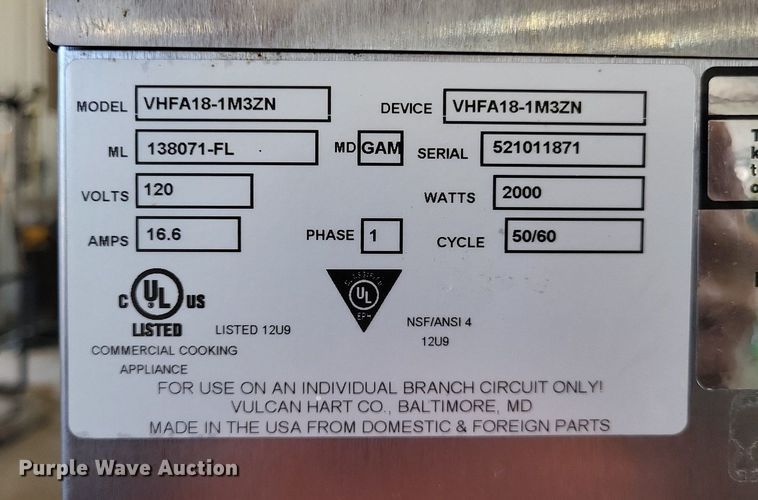 MODEL VHFA18-1M3ZN DEVICE VHFA18-1M3ZN
ML 138071-FL MD GAM SERIAL 521011871
VOLTS 120 WATTS 2000
AMPS 16.6 PHASE 1 CYCLE 50/60
C UL US
LISTED
LISTED 12U9
COMMERCIAL COOKING
APPLIANCE
CLASSIFIED
UL
EPH
NSF/ANSI 4
12U9
FOR USE ON AN INDIVIDUAL BRANCH CIRCUIT ONLY!
VULCAN HART CO., BALTIMORE, MD
MADE IN THE USA FROM DOMESTIC & FOREIGN PARTS
Purple Wave Auction